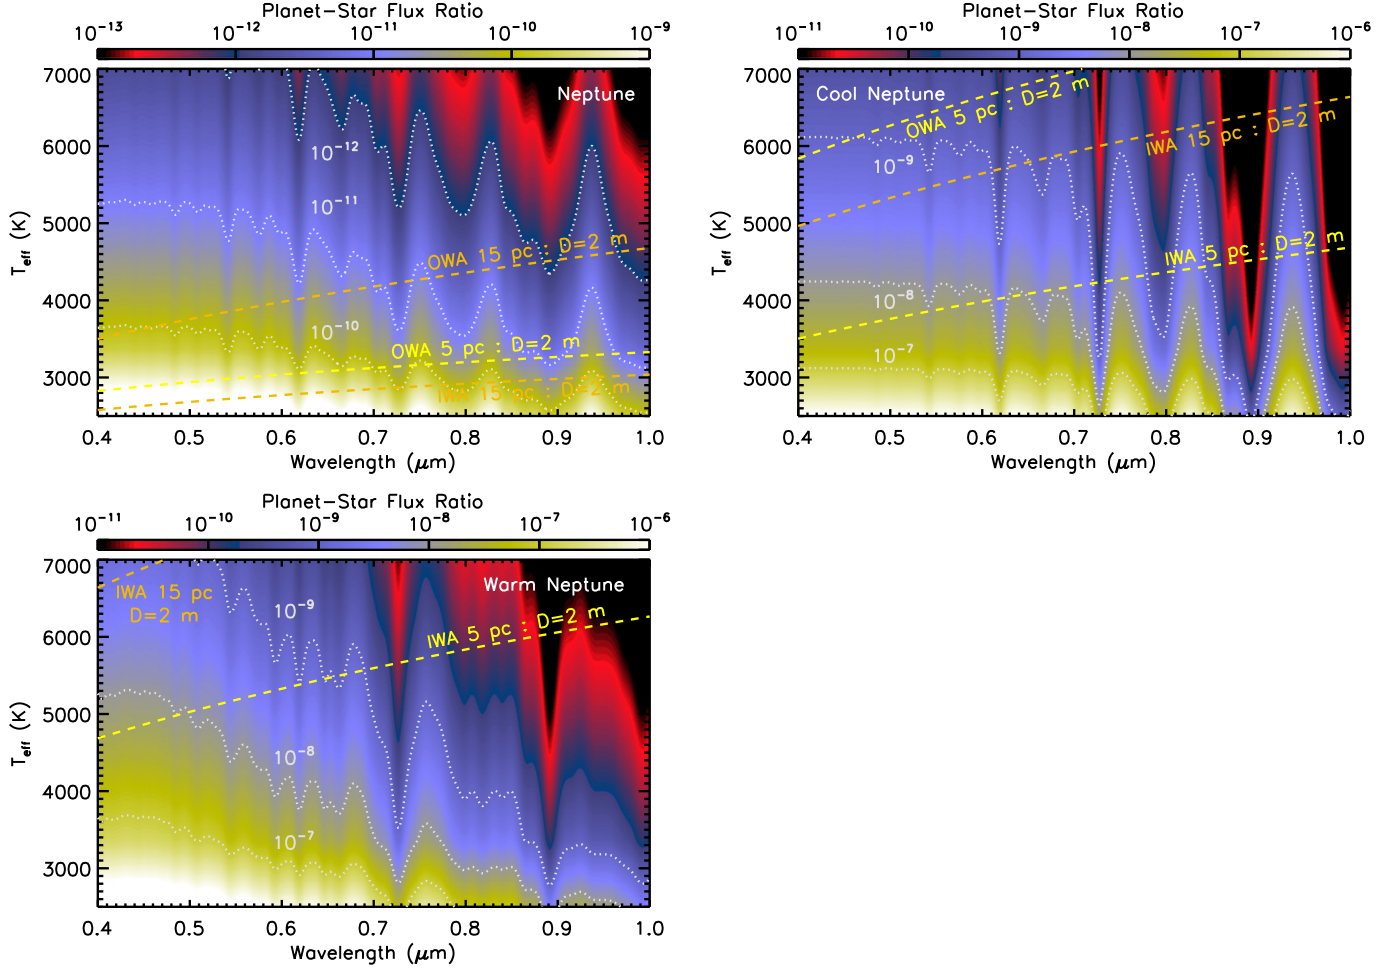 Planet-Star Flux Ratio
10⁻¹³ 10⁻¹² 10⁻¹¹ 10⁻¹⁰ 10⁻⁹
Neptune
10⁻¹²
10⁻¹¹
10⁻¹⁰
OWA 15 pc : D=2 m
OWA 5 pc : D=2 m
IWA 15 pc : D=2 m
7000
6000
5000
4000
3000
T_eff (K)
0.4 0.5 0.6 0.7 0.8 0.9 1.0
Wavelength (μm)
Planet-Star Flux Ratio
10⁻¹¹ 10⁻¹⁰ 10⁻⁹ 10⁻⁸ 10⁻⁷ 10⁻⁶
Cool Neptune
OWA 5 pc : D=2 m
IWA 15 pc : D=2 m
10⁻⁹
IWA 5 pc : D=2 m
10⁻⁸
10⁻⁷
7000
6000
5000
4000
3000
T_eff (K)
0.4 0.5 0.6 0.7 0.8 0.9 1.0
Wavelength (μm)
Planet-Star Flux Ratio
10⁻¹¹ 10⁻¹⁰ 10⁻⁹ 10⁻⁸ 10⁻⁷ 10⁻⁶
Warm Neptune
IWA 15 pc
D=2 m
10⁻⁹
IWA 5 pc : D=2 m
10⁻⁸
10⁻⁷
7000
6000
5000
4000
3000
T_eff (K)
0.4 0.5 0.6 0.7 0.8 0.9 1.0
Wavelength (μm)